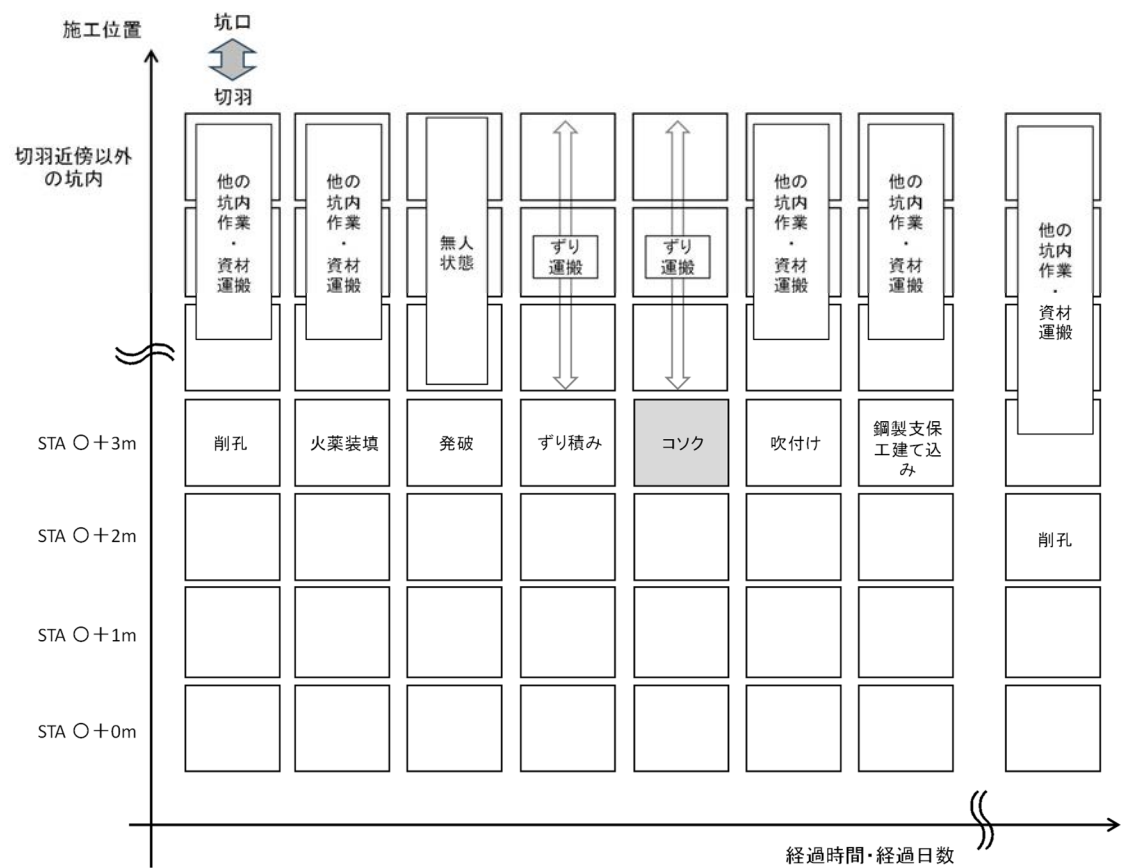 施工位置
坑口
切羽
切羽近傍以外
の坑内
他の
坑内
作業
・
資材
運搬
他の
坑内
作業
・
資材
運搬
無人
状態
ずり
運搬
ずり
運搬
他の
坑内
作業
・
資材
運搬
他の
坑内
作業
・
資材
運搬
他の
坑内
作業
・
資材
運搬
STA 〇+3m
削孔
火薬装填
発破
ずり積み
コソク
吹付け
鋼製支保
工建て込
み
STA 〇+2m
削孔
STA 〇+1m
STA 〇+0m
経過時間・経過日数